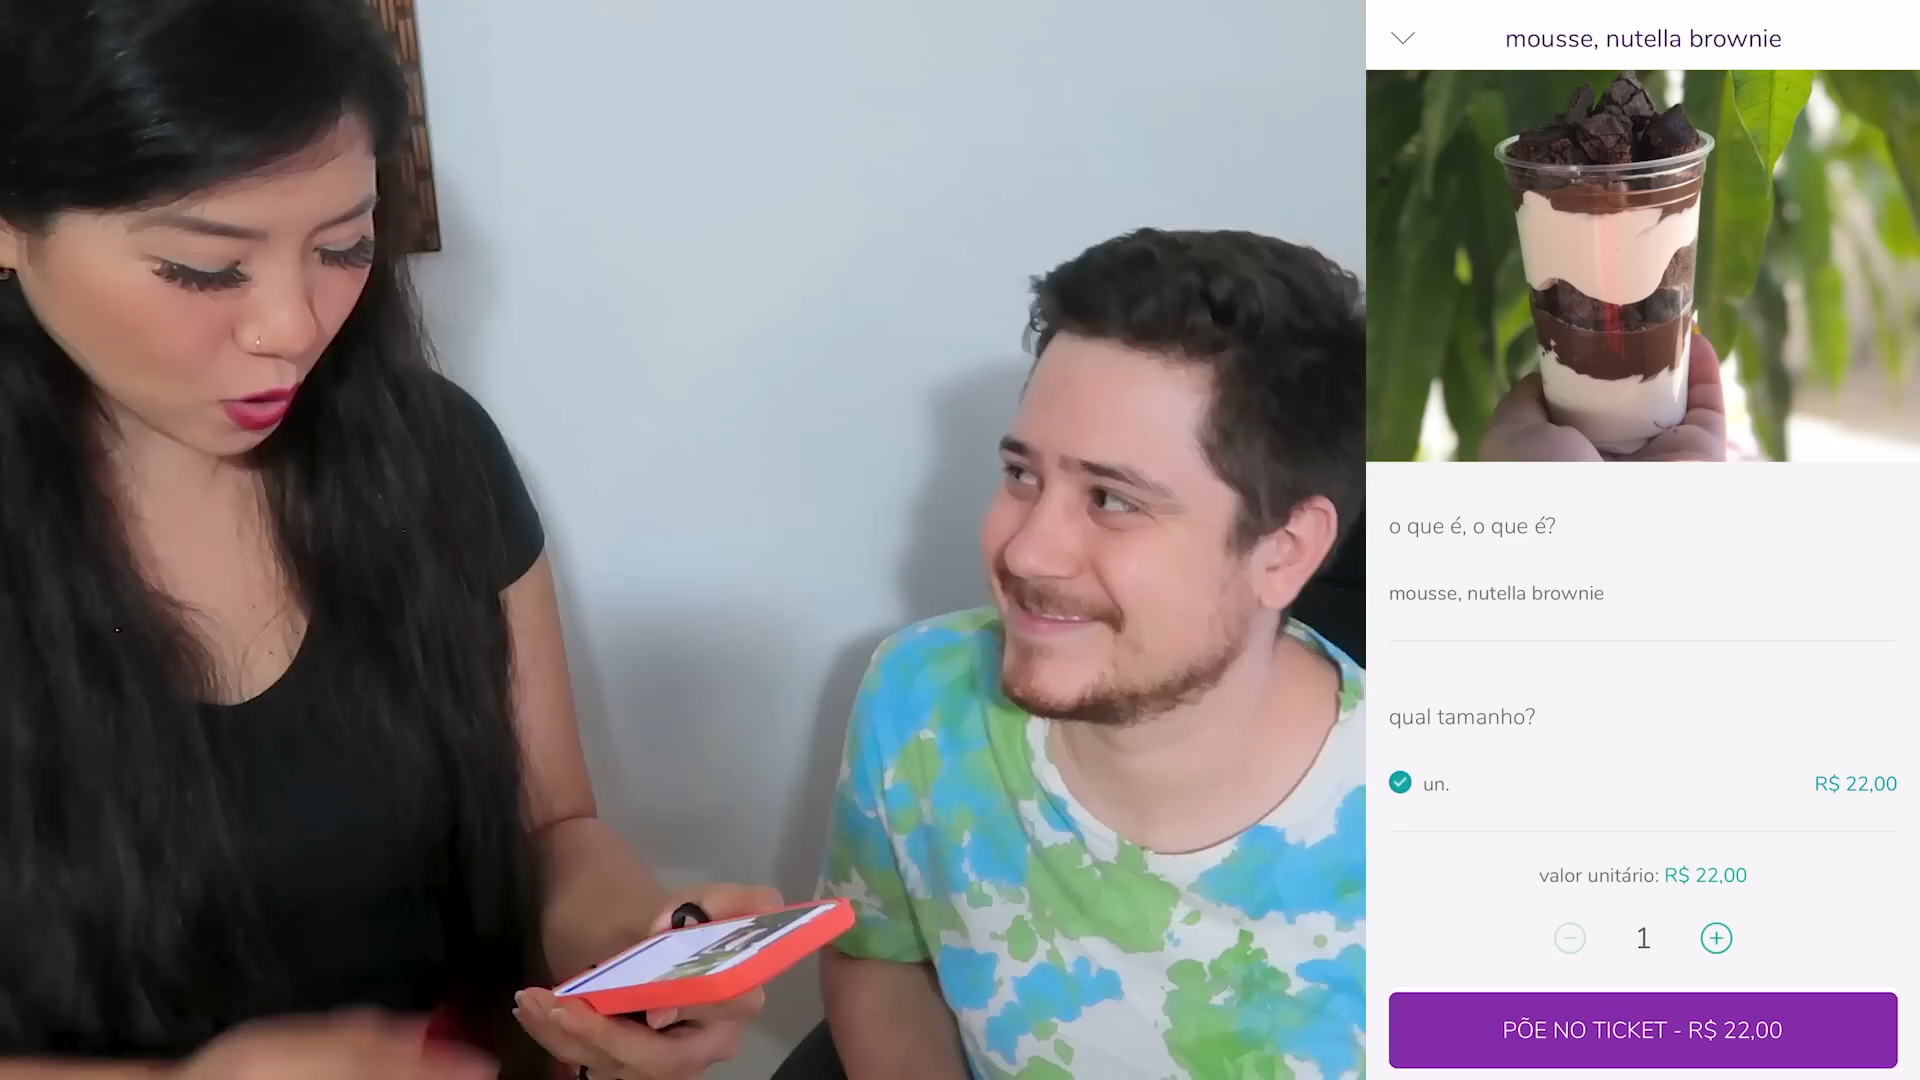 mousse, nutella brownie
o que é, o que é?
mousse, nutella brownie
qual tamanho?
un. R$ 22,00
valor unitário: R$ 22,00
1
PÕE NO TICKET - R$ 22,00